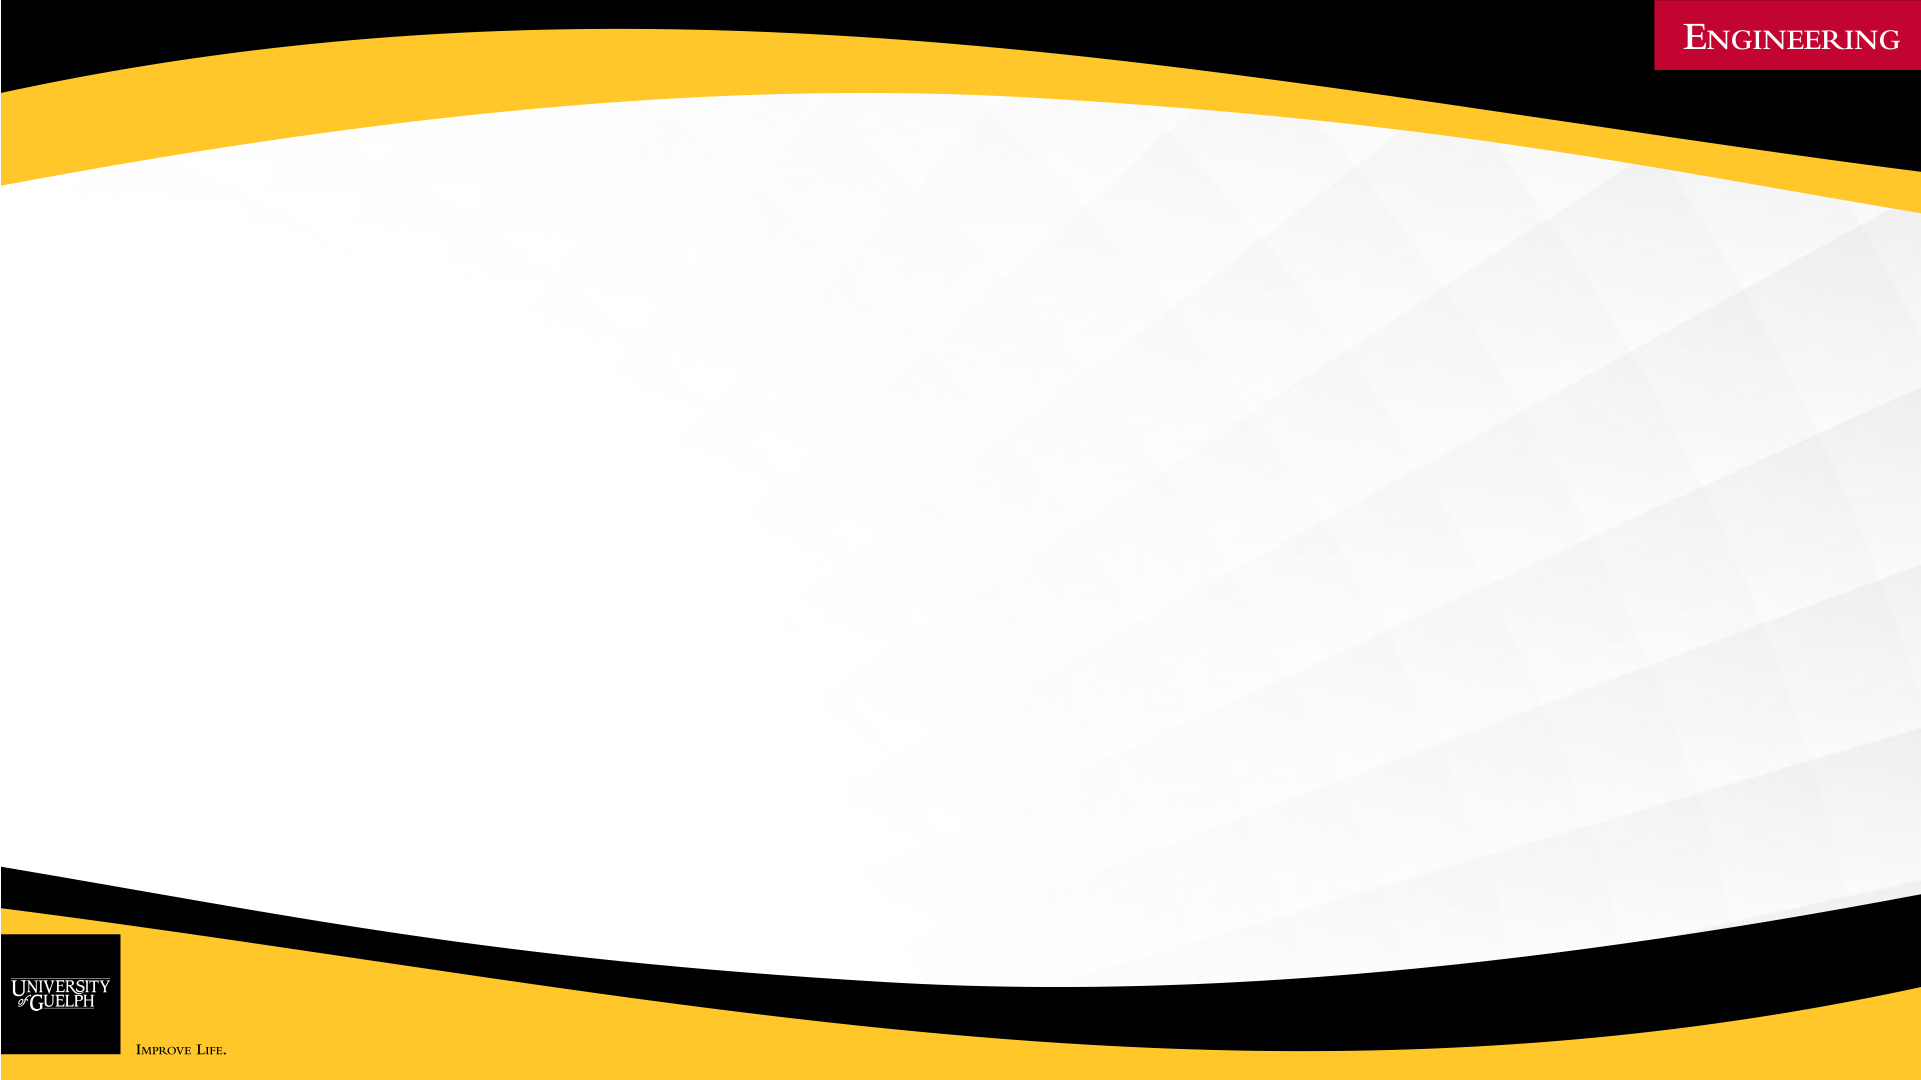 ENGINEERING
UNIVERSITY
of GUELPH
IMPROVE LIFE.